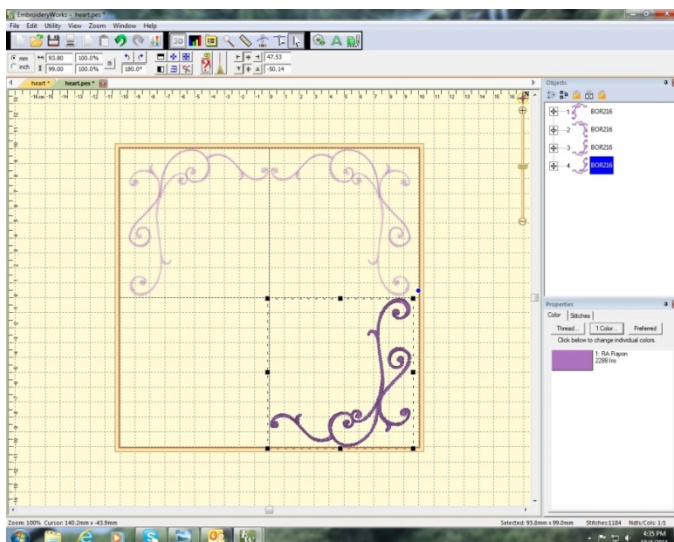 EmbroideryWorks - heart.pes *
File Edit Utility View Zoom Window Help
3D A
mm 93.80 100.0% 47.53
inch 99.00 100.0% 180.0° -50.14
heart * heart.pes *
N
Objects
1 BOR216
2 BOR216
3 BOR216
4 BOR216
Properties
Color Stitches
Thread... 1 Color... Preferred
Click below to change individual colors.
1: RA Rayon
2288 Iris
Zoom: 100% Cursor: 140.2mm x -43.9mm Selected: 93.8mm x 99.0mm Stitches:1184 Ndls/Cols: 1/1
4:35 PM